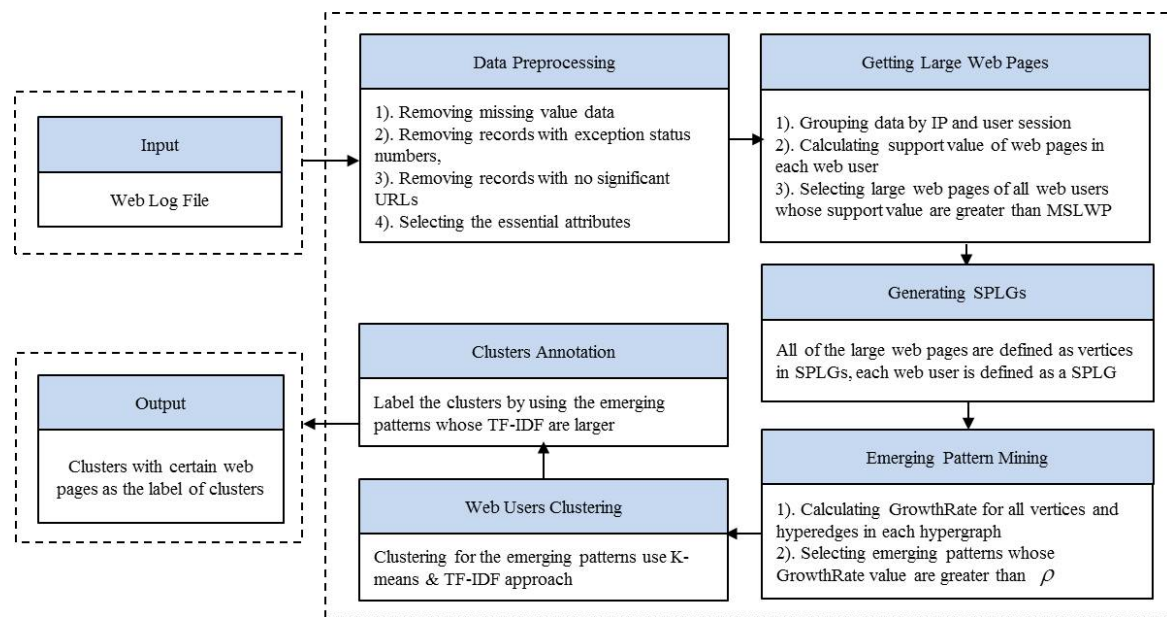 Input
Web Log File
Data Preprocessing
1). Removing missing value data
2). Removing records with exception status
numbers,
3). Removing records with no significant
URLs
4). Selecting the essential attributes
Getting Large Web Pages
1). Grouping data by IP and user session
2). Calculating support value of web pages in
each web user
3). Selecting large web pages of all web users
whose support value are greater than MSLWP
Generating SPLGs
All of the large web pages are defined as vertices
in SPLGs, each web user is defined as a SPLG
Emerging Pattern Mining
1). Calculating GrowthRate for all vertices and
hyperedges in each hypergraph
2). Selecting emerging patterns whose
GrowthRate value are greater than ρ
Web Users Clustering
Clustering for the emerging patterns use K-
means & TF-IDF approach
Clusters Annotation
Label the clusters by using the emerging
patterns whose TF-IDF are larger
Output
Clusters with certain web
pages as the label of clusters